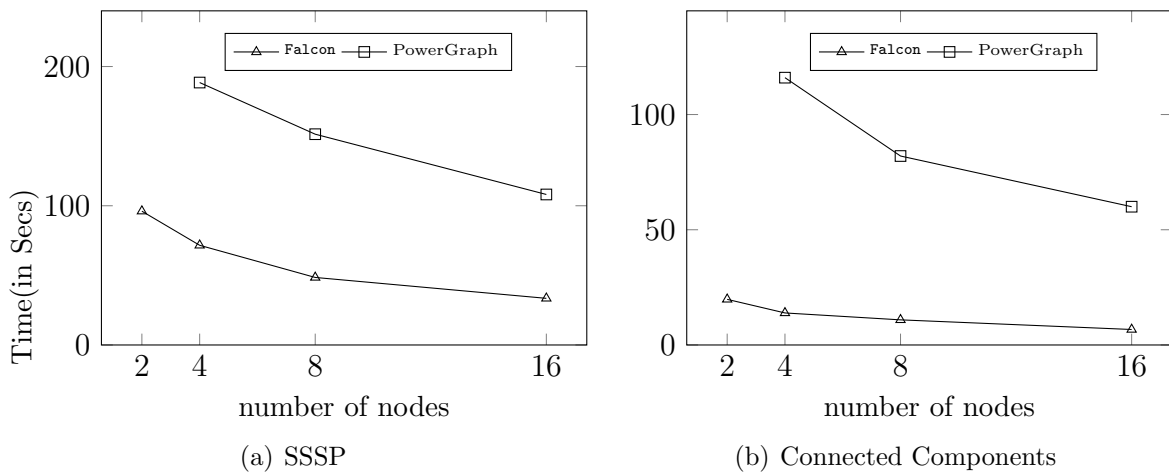 Falcon PowerGraph
200
100
0
Time(in Secs)
2 4 8 16
number of nodes
(a) SSSP
Falcon PowerGraph
100
50
0
2 4 8 16
number of nodes
(b) Connected Components